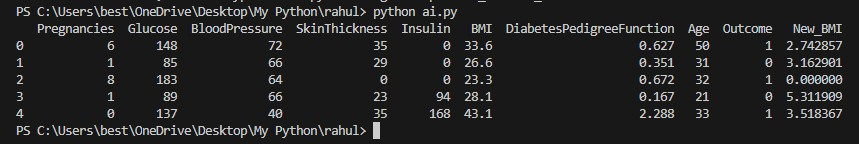 PS C:\Users\best\OneDrive\Desktop\My Python\rahul> python ai.py
Pregnancies Glucose BloodPressure SkinThickness Insulin BMI DiabetesPedigreeFunction Age Outcome New_BMI
0 6 148 72 35 0 33.6 0.627 50 1 2.742857
1 1 85 66 29 0 26.6 0.351 31 0 3.162901
2 8 183 64 0 0 23.3 0.672 32 1 0.000000
3 1 89 66 23 94 28.1 0.167 21 0 5.311909
4 0 137 40 35 168 43.1 2.288 33 1 3.518367
PS C:\Users\best\OneDrive\Desktop\My Python\rahul>